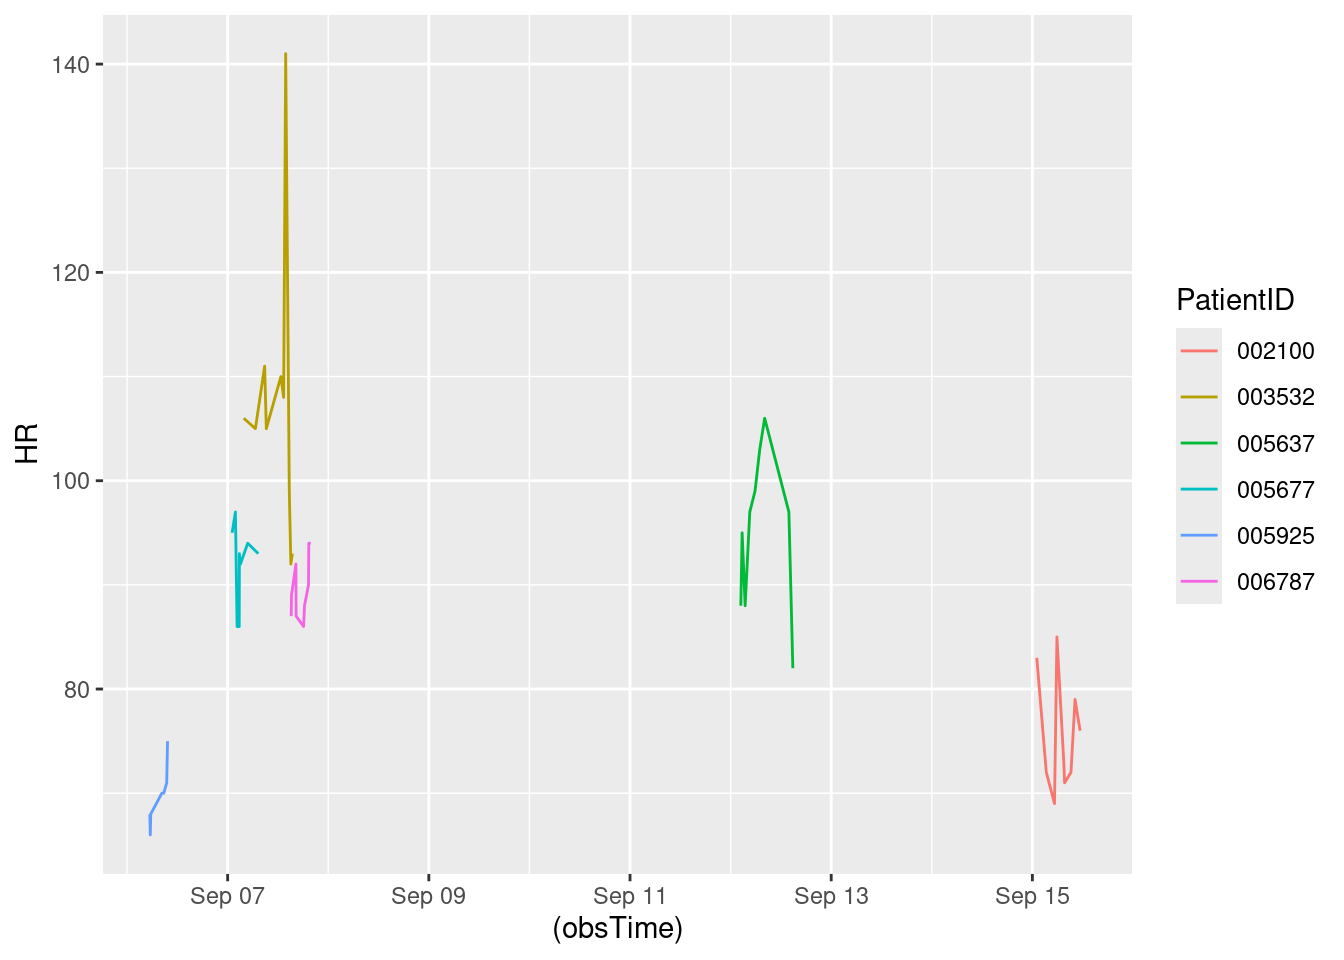 140
120
100
80
HR
Sep 07
Sep 09
Sep 11
Sep 13
Sep 15
(obsTime)
PatientID
002100
003532
005637
005677
005925
006787